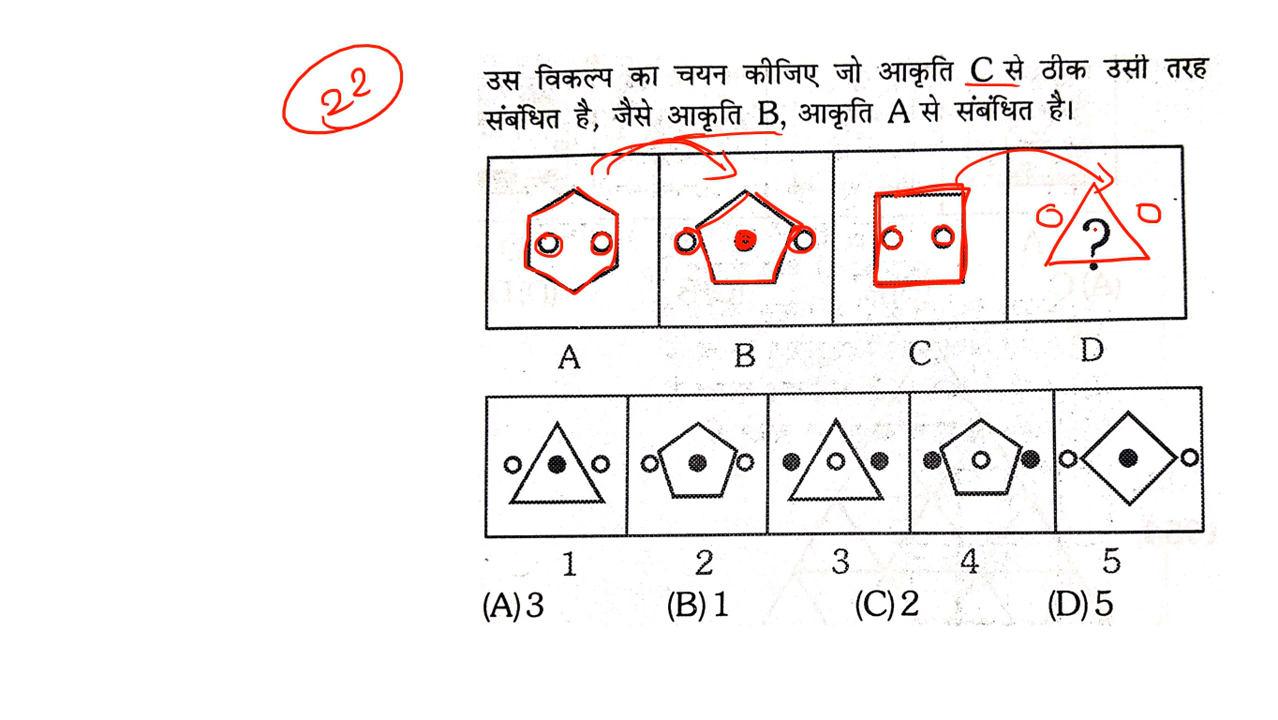 2²
उस विकल्प का चयन कीजिए जो आकृति C से ठीक उसी तरह
संबंधित है, जैसे आकृति B, आकृति A से संबंधित है।
?
A B C D
1 2 3 4 5
(A) 3 (B) 1 (C) 2 (D) 5